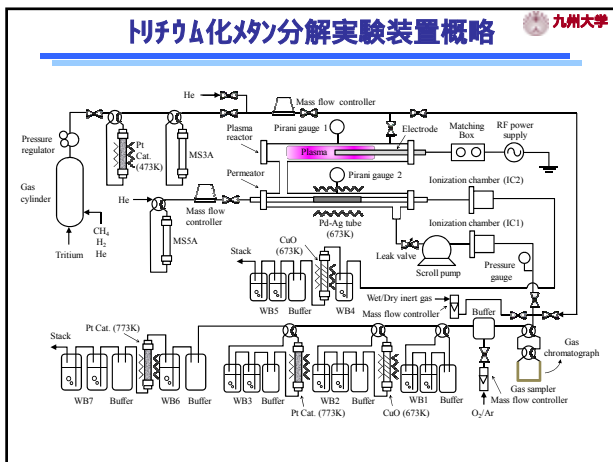 トリチウム化メタン分解実験装置概略
九州大学
He
Mass flow controller
Pirani gauge 1
Electrode
Matching
Box
RF power
supply
Plasma
reactor
Plasma
Pressure
regulator
Pt
Cat.
(473K)
MS3A
Permeator
Pirani gauge 2
Ionization chamber (IC2)
Gas
cylinder
He
Mass flow
controller
Pd-Ag tube
(673K)
Ionization chamber (IC1)
CH4
H2
He
Tritium
MS5A
CuO
(673K)
Leak valve
Scroll pump
Pressure
gauge
Stack
WB5
Buffer
WB4
Wet/Dry inert gas
Mass flow controller
Buffer
Stack
Pt Cat. (773K)
Gas
chromatograph
WB7
Buffer
WB6
Buffer
WB3
Buffer
WB2
Buffer
WB1
Buffer
Gas sampler
Mass flow controller
Pt Cat. (773K)
CuO (673K)
O2/Ar